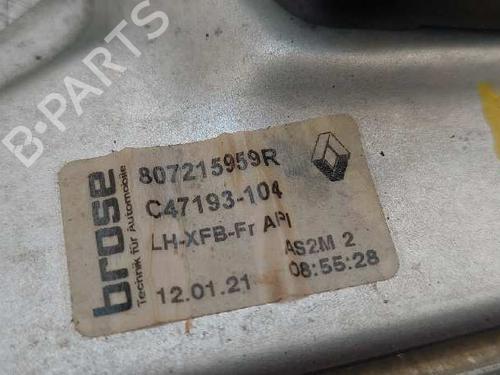 B-PARTS
brose
Technik für Automobile
807215959R
C47193-104
LH-XFB-Fr API
AS2M 2
12.01.21
08:55:28